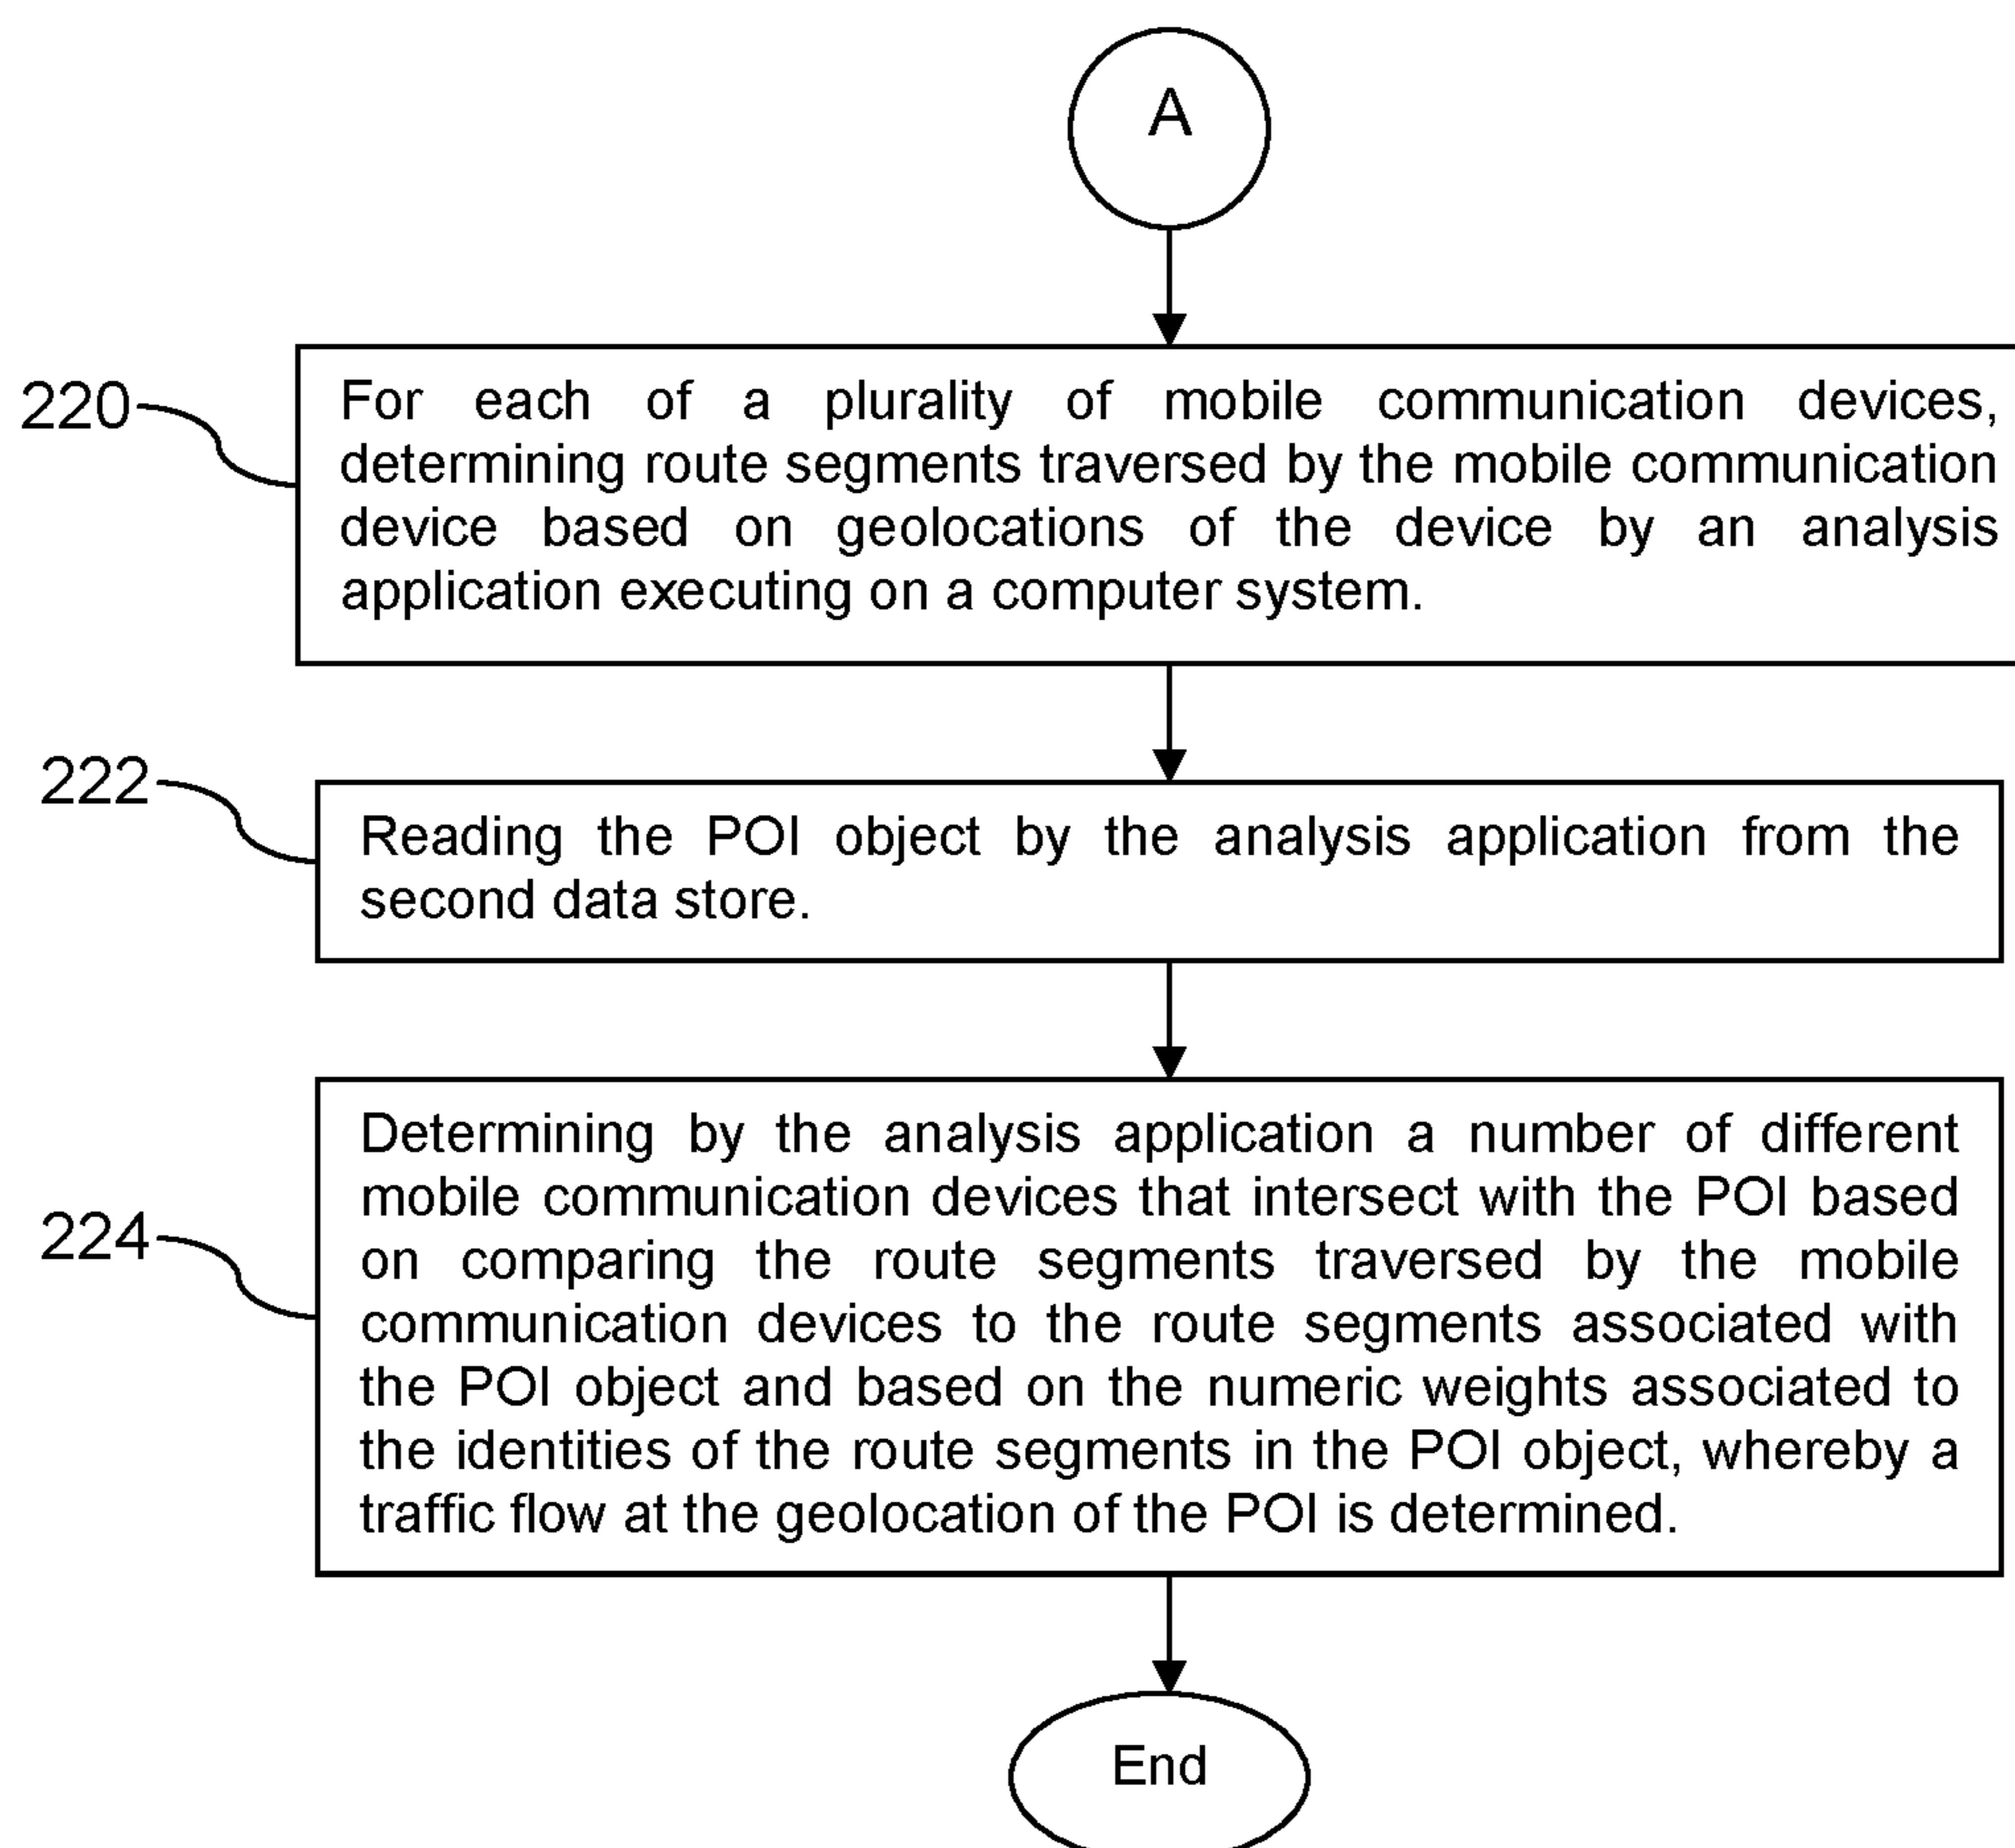 A
220
For each of a plurality of mobile communication devices,
determining route segments traversed by the mobile communication
device based on geolocations of the device by an analysis
application executing on a computer system.
222
Reading the POI object by the analysis application from the
second data store.
224
Determining by the analysis application a number of different
mobile communication devices that intersect with the POI based
on comparing the route segments traversed by the mobile
communication devices to the route segments associated with
the POI object and based on the numeric weights associated to
the identities of the route segments in the POI object, whereby a
traffic flow at the geolocation of the POI is determined.
End